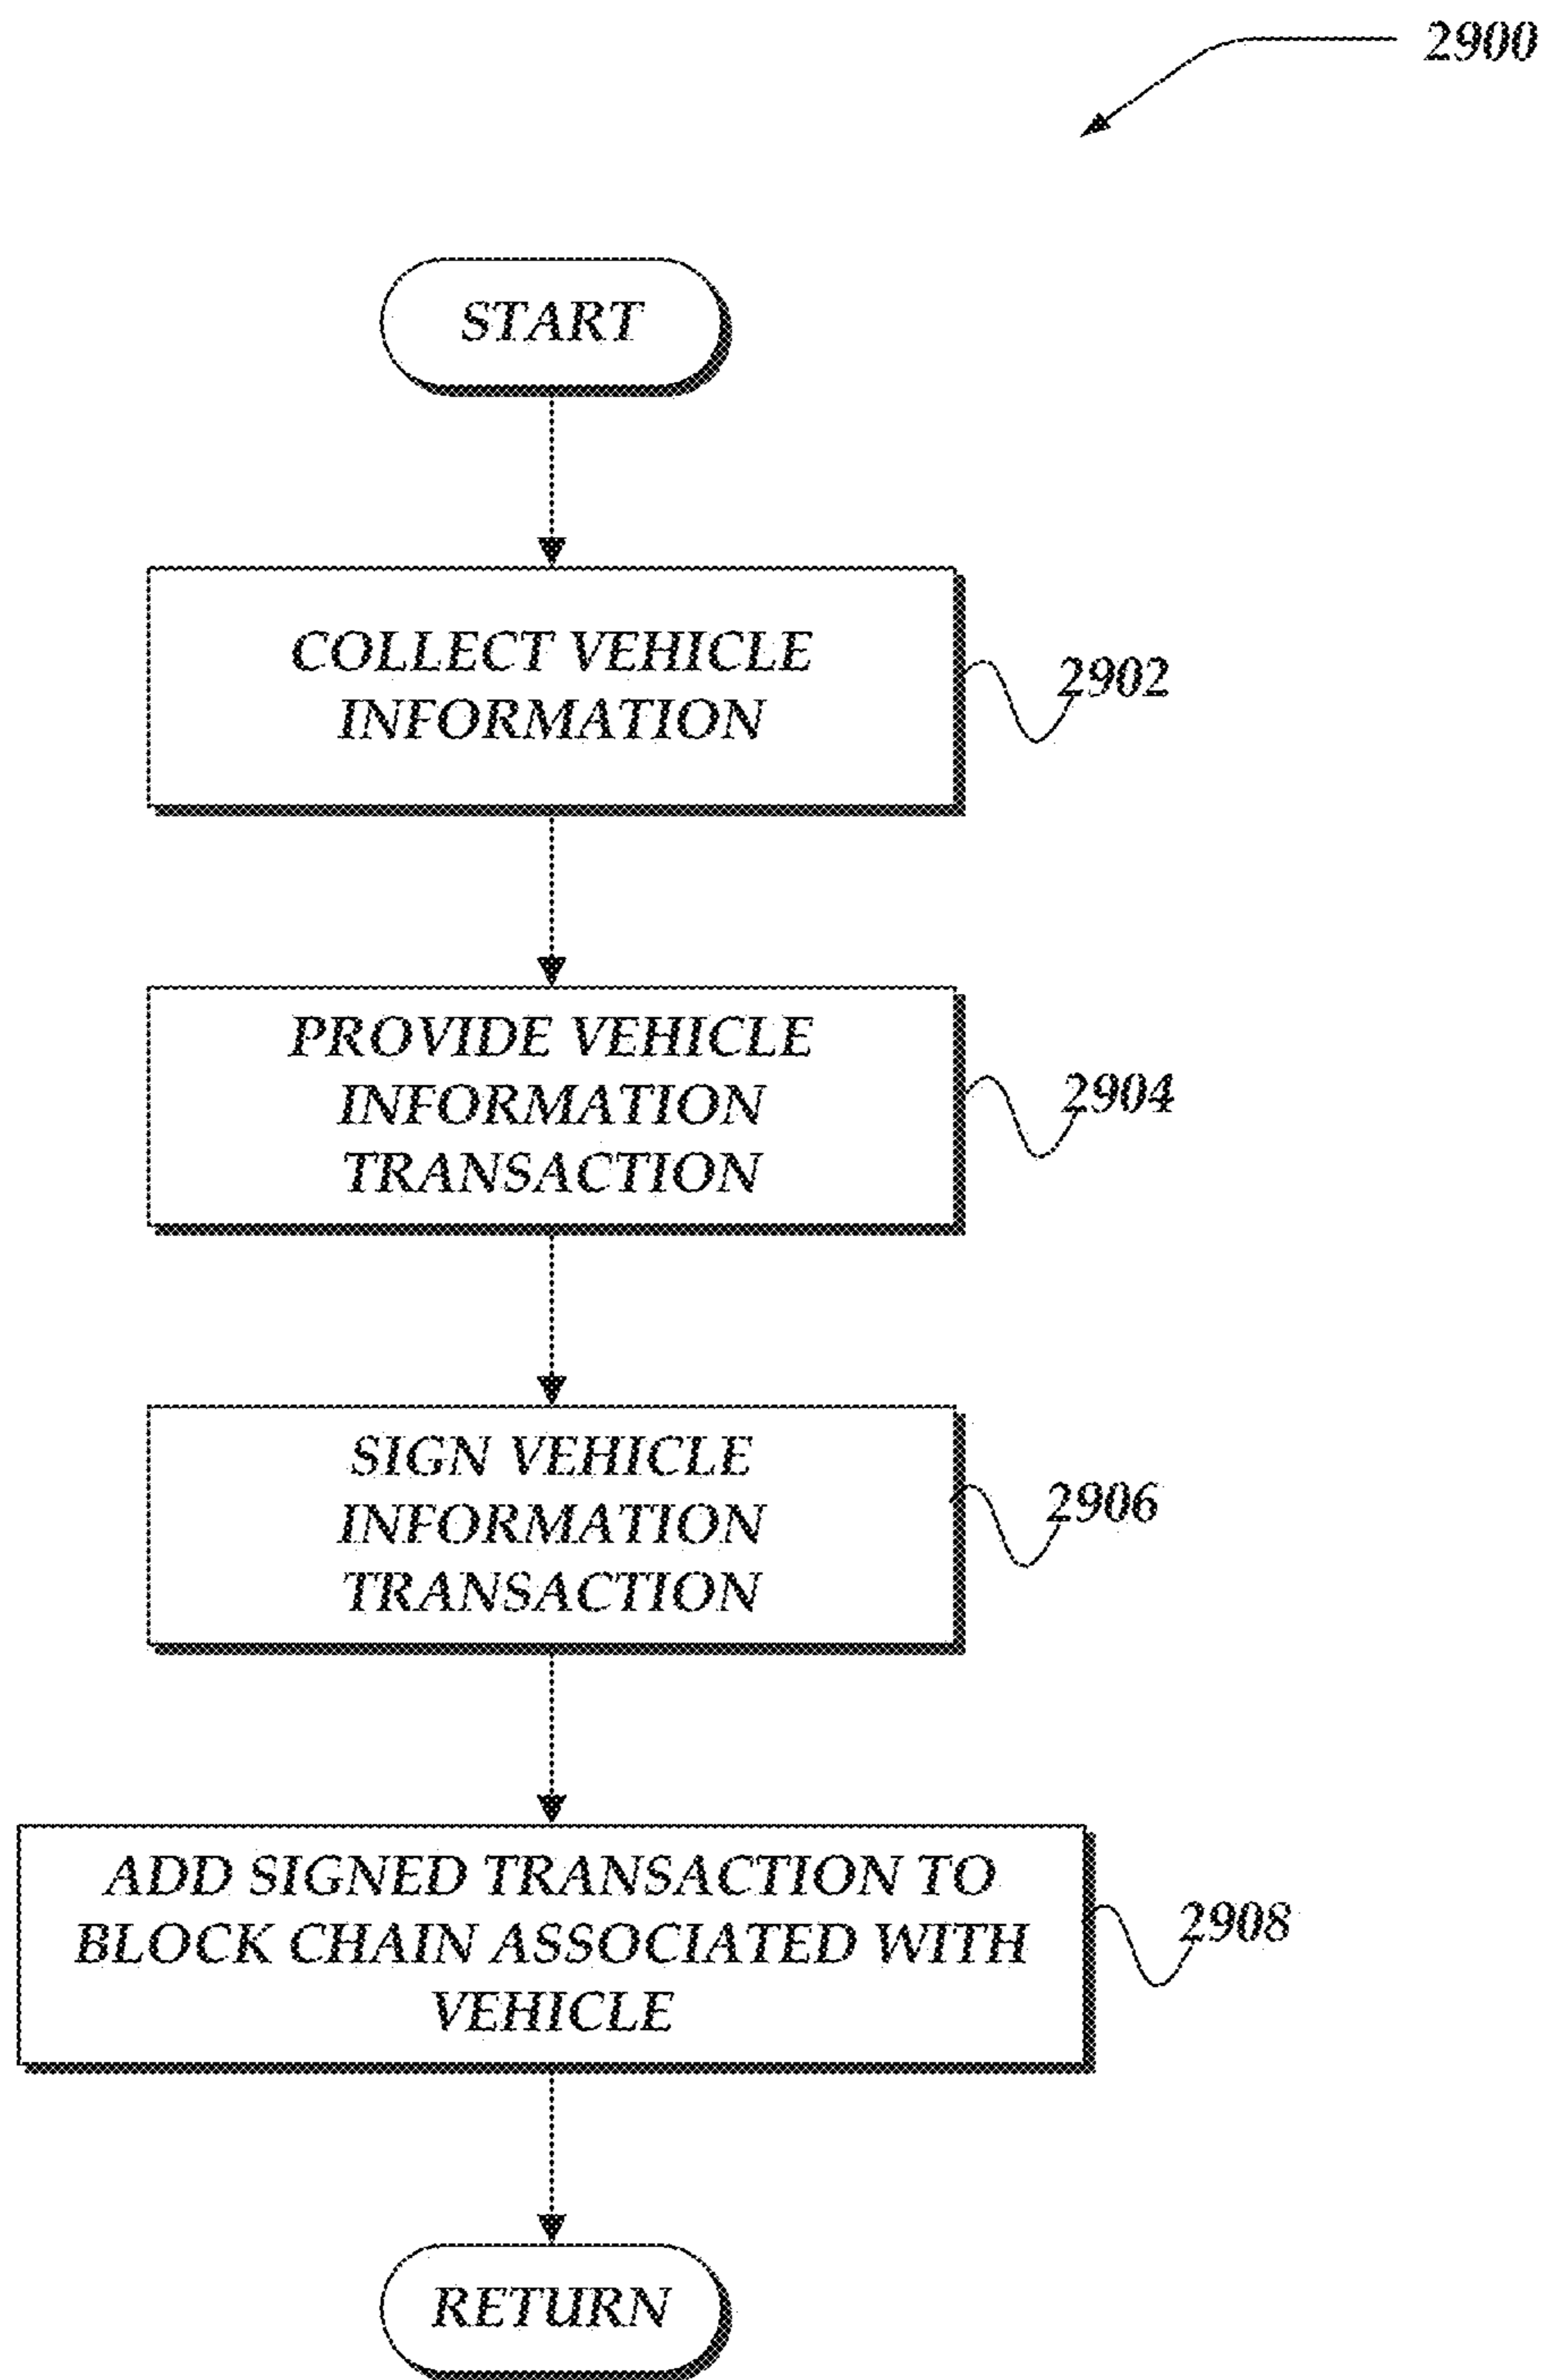 2900
START
COLLECT VEHICLE
INFORMATION
2902
PROVIDE VEHICLE
INFORMATION
TRANSACTION
2904
SIGN VEHICLE
INFORMATION
TRANSACTION
2906
ADD SIGNED TRANSACTION TO
BLOCK CHAIN ASSOCIATED WITH
VEHICLE
2908
RETURN